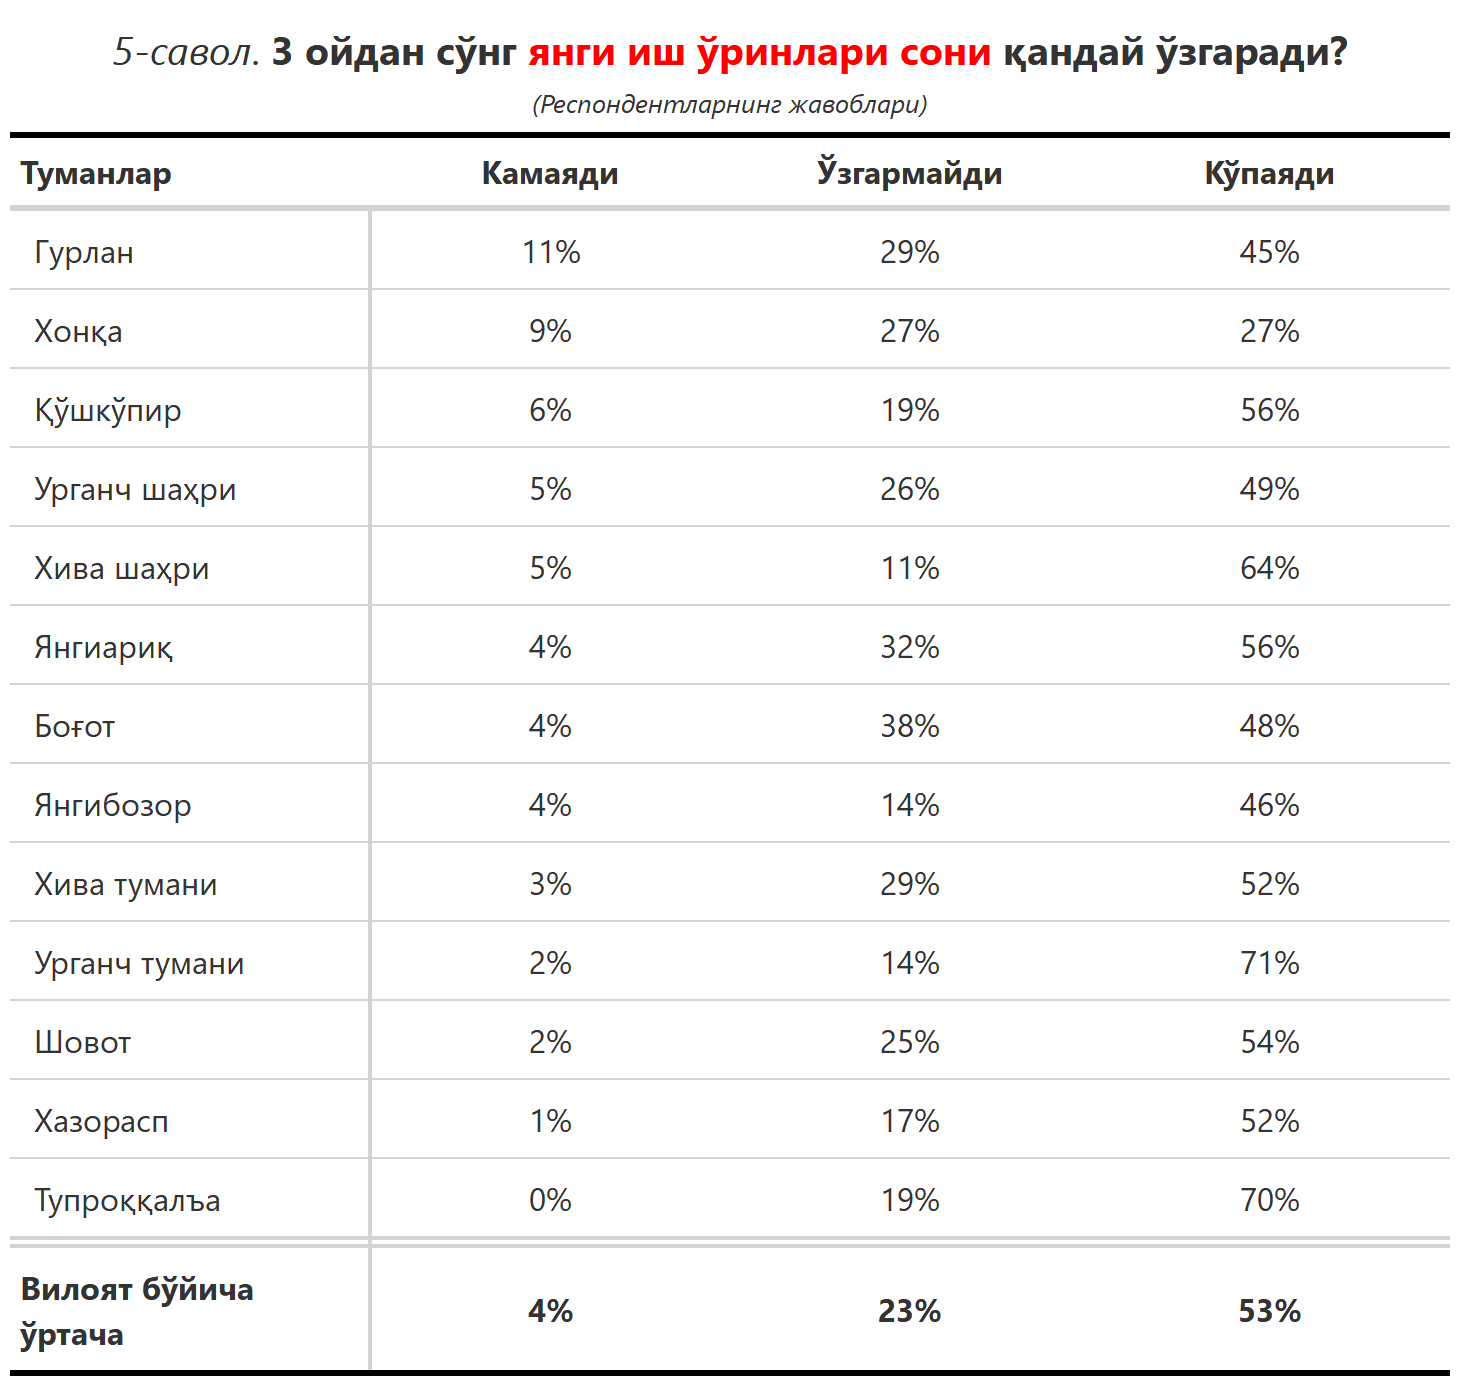 5-савол. 3 ойдан сўнг янги иш ўринлари сони қандай ўзгаради?
(Респондентларнинг жавоблари)
Туманлар Камаяди Ўзгармайди Кўпаяди
Гурлан 11% 29% 45%
Хонқа 9% 27% 27%
Қўшкўпир 6% 19% 56%
Урганч шаҳри 5% 26% 49%
Хива шаҳри 5% 11% 64%
Янгиариқ 4% 32% 56%
Боғот 4% 38% 48%
Янгибозор 4% 14% 46%
Хива тумани 3% 29% 52%
Урганч тумани 2% 14% 71%
Шовот 2% 25% 54%
Хазорасп 1% 17% 52%
Тупроққалъа 0% 19% 70%
Вилоят бўйича
ўртача 4% 23% 53%